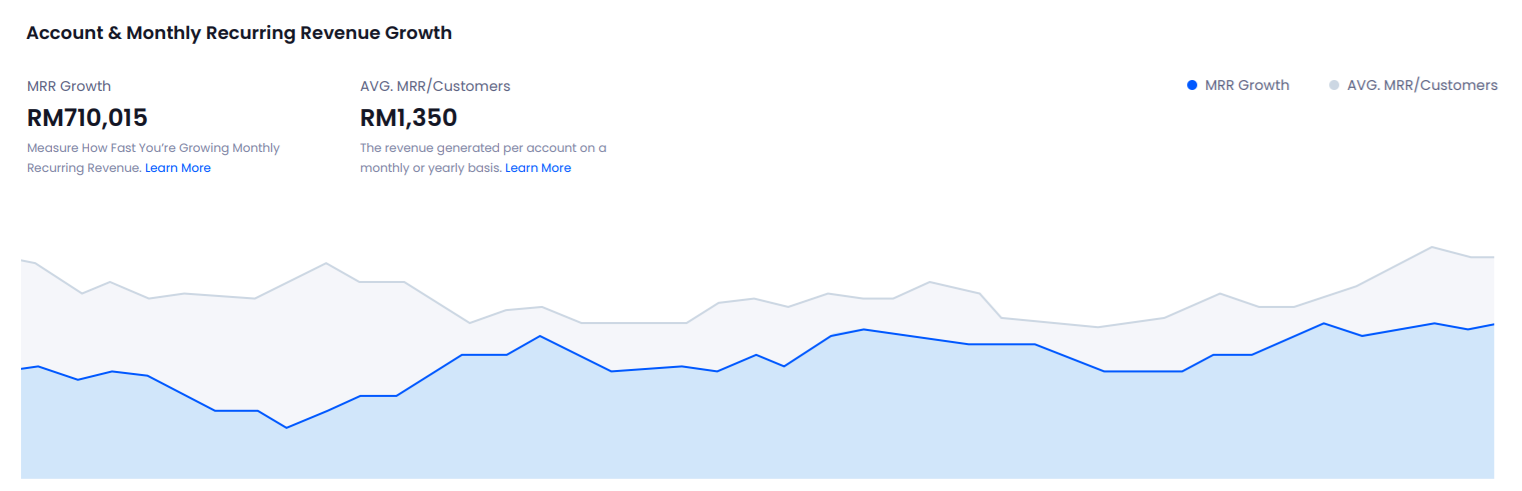 Account & Monthly Recurring Revenue Growth
MRR Growth
RM710,015
Measure How Fast You’re Growing Monthly
Recurring Revenue. Learn More
AVG. MRR/Customers
RM1,350
The revenue generated per account on a
monthly or yearly basis. Learn More
MRR Growth
AVG. MRR/Customers